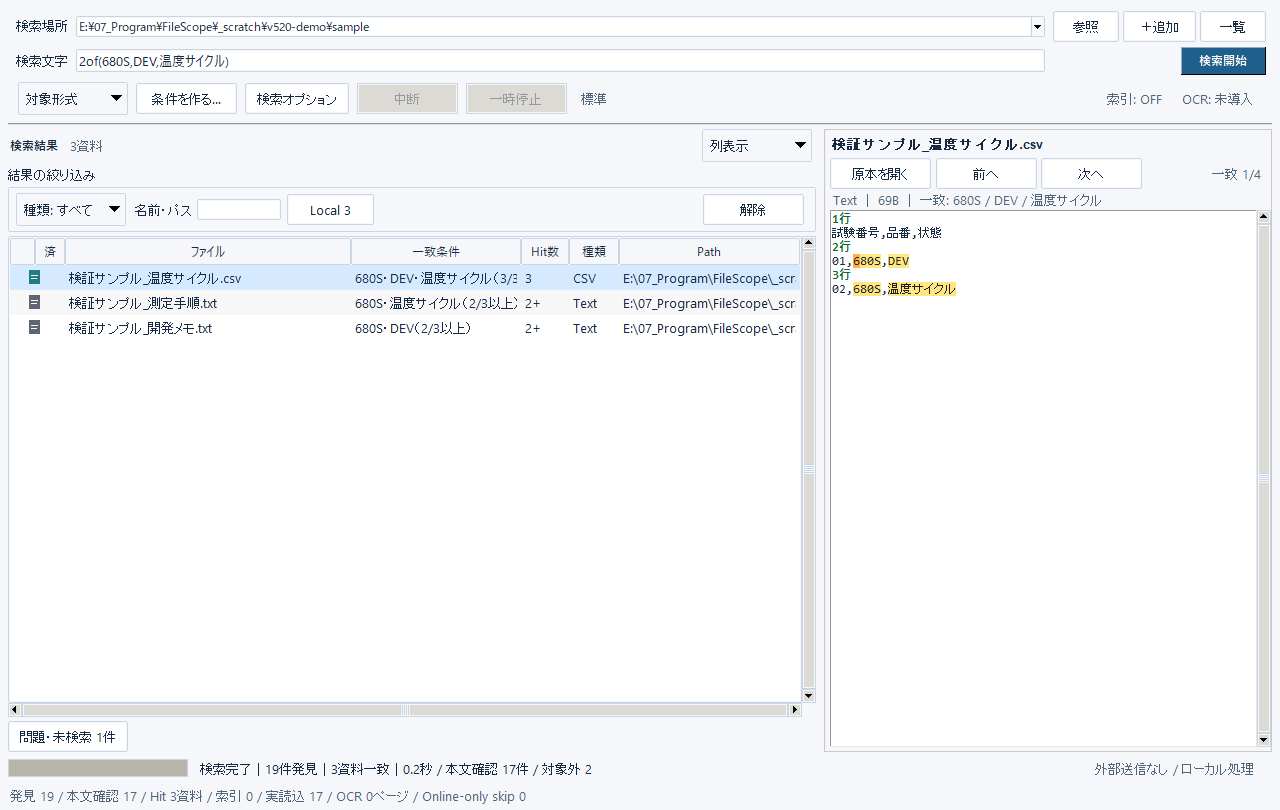 検索場所 E:¥07_Program¥FileScope¥_scratch¥v520-demo¥sample 参照 +追加 一覧
検索文字 2of(680S,DEV,温度サイクル) 検索開始
対象形式 条件を作る... 検索オプション 中断 一時停止 標準 索引: OFF OCR: 未導入
検索結果 3資料 列表示
結果の絞り込み
種類: すべて 名前・パス Local 3 解除
済 ファイル 一致条件 Hit数 種類 Path
検証サンプル_温度サイクル.csv 680S・DEV・温度サイクル(3/3 3 CSV E:\07_Program\FileScope\_scra
検証サンプル_測定手順.txt 680S・温度サイクル(2/3以上) 2+ Text E:\07_Program\FileScope\_scra
検証サンプル_開発メモ.txt 680S・DEV(2/3以上) 2+ Text E:\07_Program\FileScope\_scra
問題・未検索 1件
検証サンプル_温度サイクル.csv
原本を開く 前へ 次へ 一致 1/4
Text | 69B | 一致: 680S / DEV / 温度サイクル
1行
試験番号,品番,状態
2行
01,680S,DEV
3行
02,680S,温度サイクル
検索完了 | 19件発見 | 3資料一致 | 0.2秒 / 本文確認 17件 / 対象外 2 外部送信なし / ローカル処理
発見 19 / 本文確認 17 / Hit 3資料 / 索引 0 / 実読込 17 / OCR 0ページ / Online-only skip 0